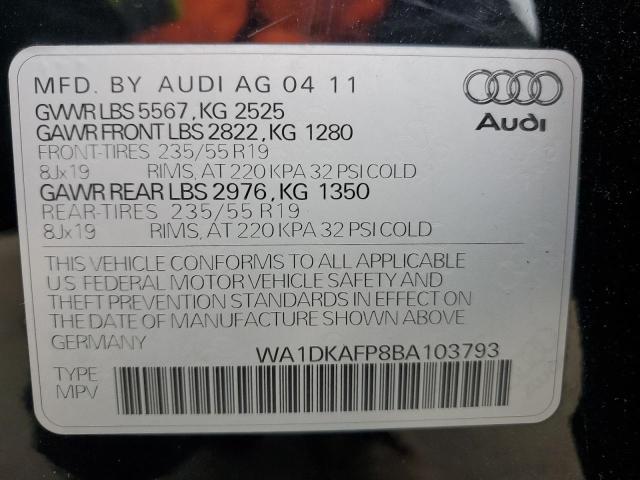 MFD. BY AUDI AG 04 11
GVWR LBS 5567, KG 2525
GAWR FRONT LBS 2822, KG 1280
FRONT-TIRES 235/55 R19
8Jx19 RIMS, AT 220 KPA 32 PSI COLD
GAWR REAR LBS 2976, KG 1350
REAR-TIRES 235/55 R19
8Jx19 RIMS, AT 220 KPA 32 PSI COLD
Audi
THIS VEHICLE CONFORMS TO ALL APPLICABLE
U.S FEDERAL MOTOR VEHICLE SAFETY AND
THEFT PREVENTION STANDARDS IN EFFECT ON
THE DATE OF MANUFACTURE SHOWN ABOVE
GERMANY
WA1DKAFP8BA103793
TYPE
MPV